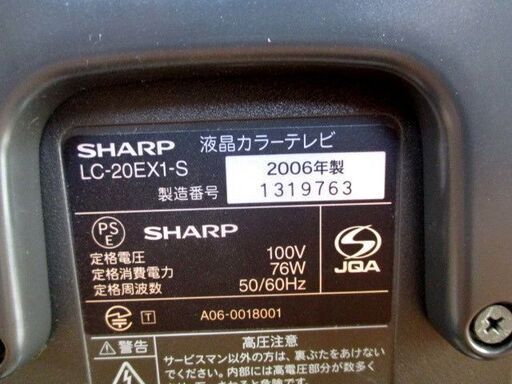 SHARP 液晶カラーテレビ
LC-20EX1-S 2006年製
製造番号 1319763
PS
E SHARP
定格電圧 100V
定格消費電力 76W
定格周波数 50/60Hz
JQA
T A06-0018001
警告 高圧注意
サービスマン以外の方は、裏ぶたをあけない
ださい。内部には高電圧部分が数多く